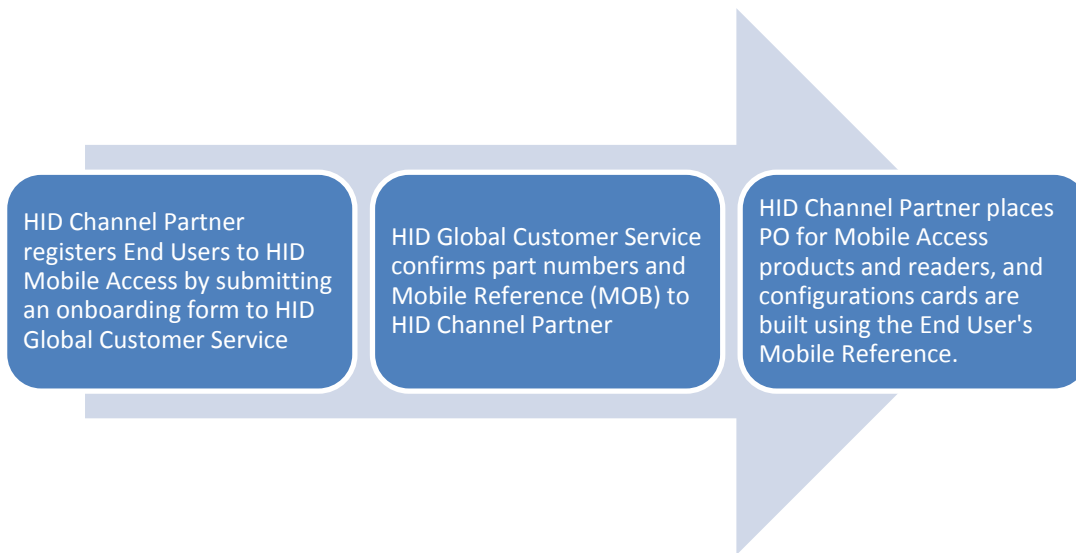 HID Channel Partner
registers End Users to HID
Mobile Access by submitting
an onboarding form to HID
Global Customer Service
HID Global Customer Service
confirms part numbers and
Mobile Reference (MOB) to
HID Channel Partner
HID Channel Partner places
PO for Mobile Access
products and readers, and
configurations cards are
built using the End User's
Mobile Reference.